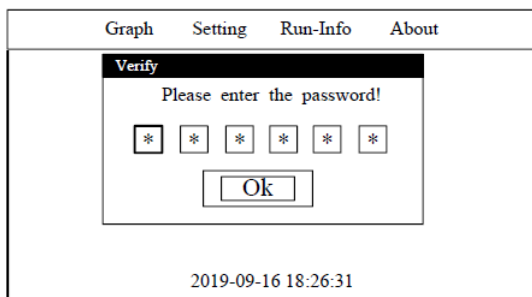 Graph Setting Run-Info About
Verify
Please enter the password!
* * * * * *
Ok
2019-09-16 18:26:31